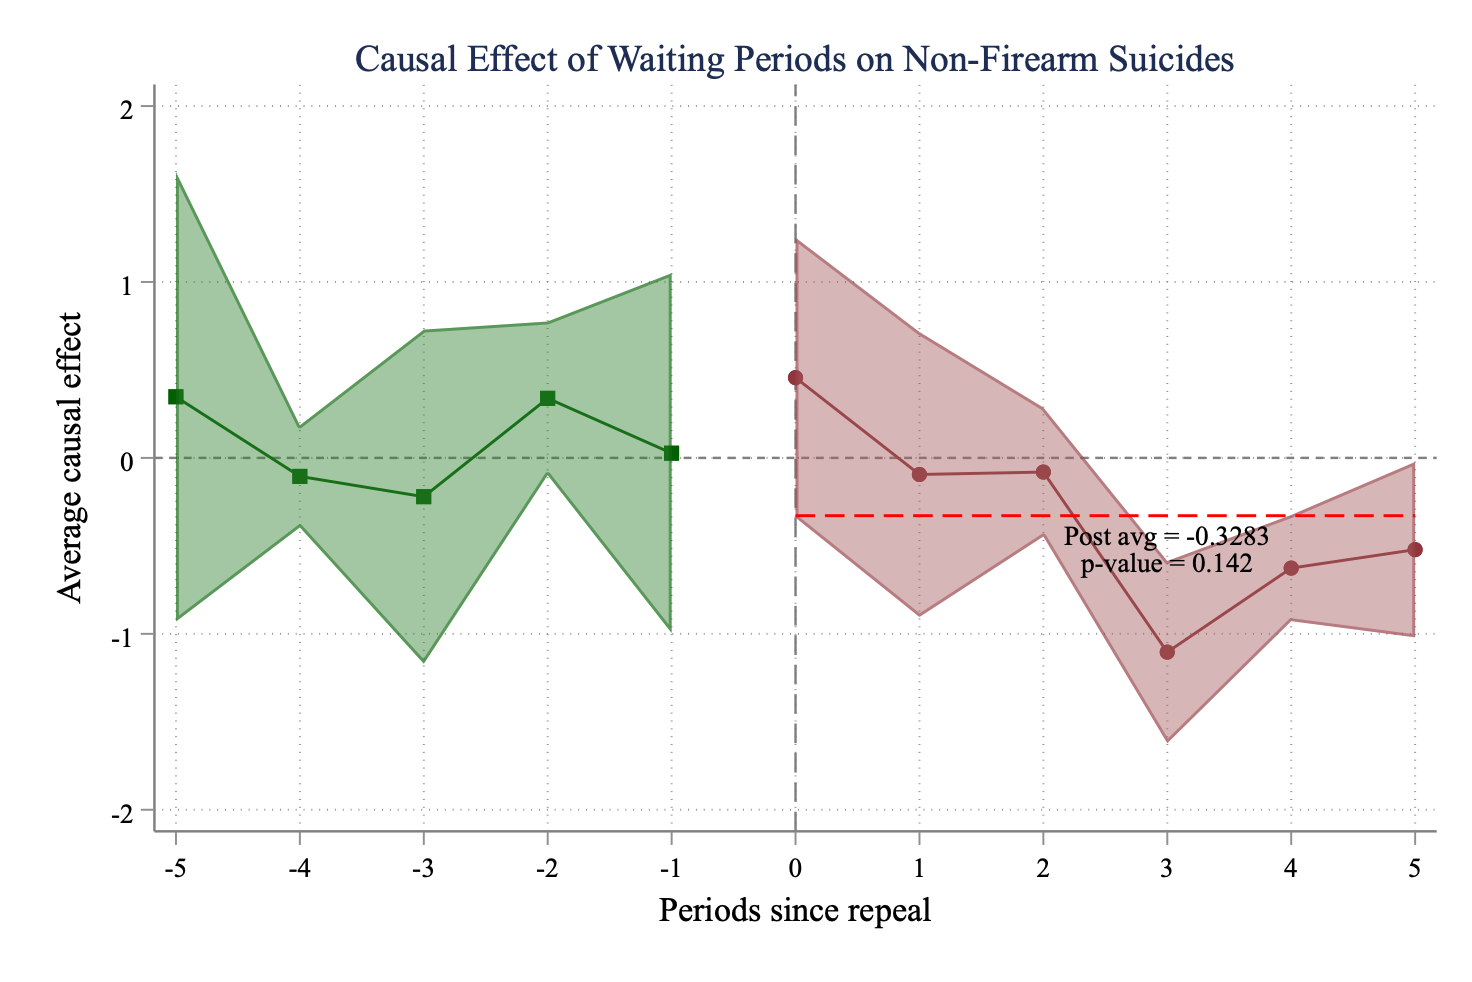 Causal Effect of Waiting Periods on Non-Firearm Suicides
2
1
0
-1
-2
Average causal effect
Post avg = -0.3283
p-value = 0.142
-5 -4 -3 -2 -1 0 1 2 3 4 5
Periods since repeal